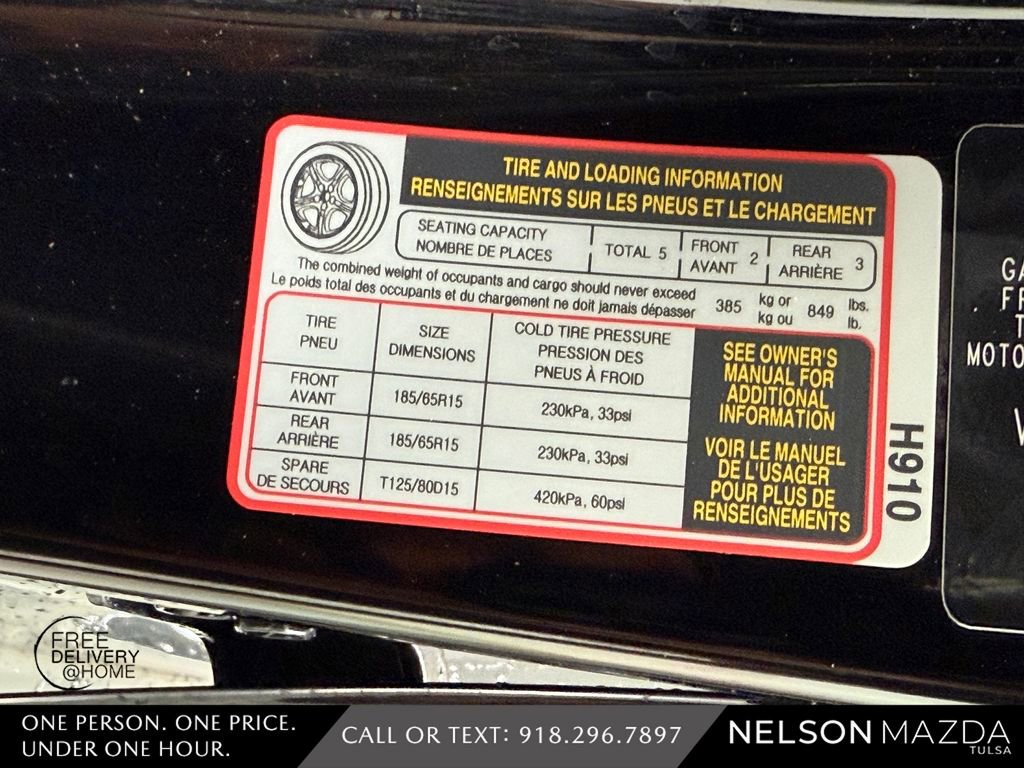 TIRE AND LOADING INFORMATION
RENSEIGNEMENTS SUR LES PNEUS ET LE CHARGEMENT
SEATING CAPACITY
NOMBRE DE PLACES
TOTAL 5
FRONT
AVANT
2
REAR
ARRIÈRE
3
The combined weight of occupants and cargo should never exceed
Le poids total des occupants et du chargement ne doit jamais dépasser
385
kg or
kg ou
849
lbs.
lb.
TIRE
PNEU
SIZE
DIMENSIONS
COLD TIRE PRESSURE
PRESSION DES
PNEUS À FROID
FRONT
AVANT
185/65R15
230kPa, 33psi
REAR
ARRIÈRE
185/65R15
230kPa, 33psi
SPARE
DE SECOURS
T125/80D15
420kPa, 60psi
SEE OWNER'S
MANUAL FOR
ADDITIONAL
INFORMATION
VOIR LE MANUEL
DE L'USAGER
POUR PLUS DE
RENSEIGNEMENTS
H910
FREE
DELIVERY
@HOME
ONE PERSON. ONE PRICE.
UNDER ONE HOUR.
CALL OR TEXT: 918.296.7897
NELSON MAZDA
TULSA